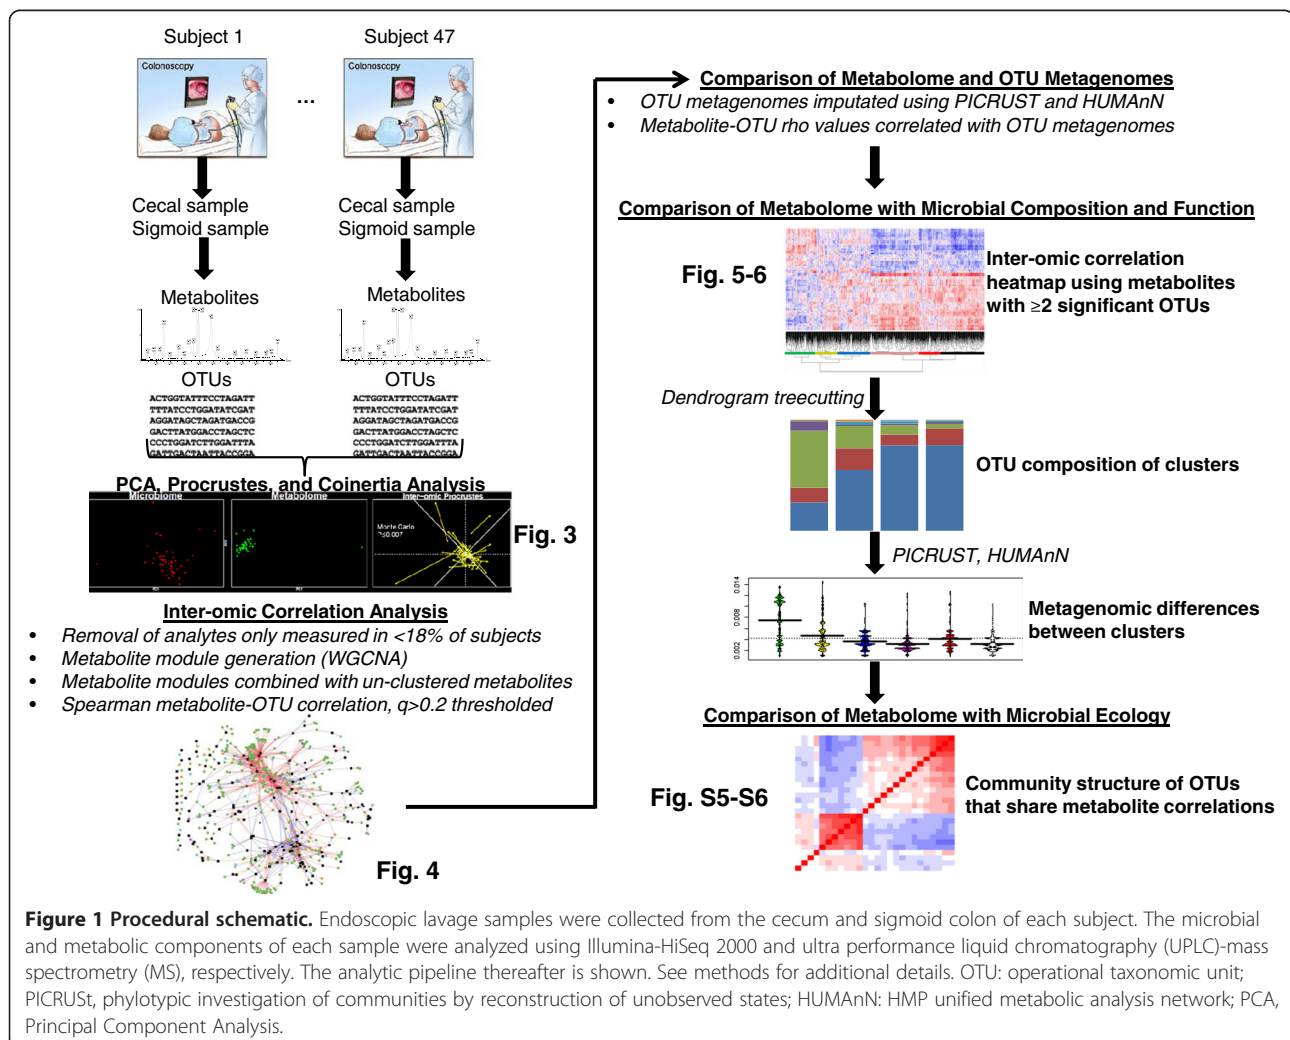 Subject 1
Subject 47
Colonoscopy
Colonoscopy
...
Cecal sample
Sigmoid sample
Cecal sample
Sigmoid sample
Metabolites
Metabolites
OTUs
OTUs
ACTGGTATTTCCTAGATT
TTTATCCTGGATATCGAT
AGGATAGCTAGATGACCG
GACTTATGGACCTAGCTC
CCCTGGATCTTGGATTTA
GATTGACTAATTACCGGA
ACTGGTATTTCCTAGATT
TTTATCCTGGATATCGAT
AGGATAGCTAGATGACCG
GACTTATGGACCTAGCTC
CCCTGGATCTTGGATTTA
GATTGACTAATTACCGGA
PCA, Procrustes, and Coinertia Analysis
Microbiome
Metabolome
Inter-omic Procrustes
Monte Carlo
P≤0.007
PC1
PC1
Fig. 3
Inter-omic Correlation Analysis
• Removal of analytes only measured in <18% of subjects
• Metabolite module generation (WGCNA)
• Metabolite modules combined with un-clustered metabolites
• Spearman metabolite-OTU correlation, q>0.2 thresholded
Fig. 4
Comparison of Metabolome and OTU Metagenomes
• OTU metagenomes imputated using PICRUST and HUMAnN
• Metabolite-OTU rho values correlated with OTU metagenomes
Comparison of Metabolome with Microbial Composition and Function
Fig. 5-6
Inter-omic correlation
heatmap using metabolites
with ≥2 significant OTUs
Dendrogram treecutting
OTU composition of clusters
PICRUST, HUMAnN
0.014
0.008
0.002
Metagenomic differences
between clusters
Comparison of Metabolome with Microbial Ecology
Fig. S5-S6
Community structure of OTUs
that share metabolite correlations
Figure 1 Procedural schematic. Endoscopic lavage samples were collected from the cecum and sigmoid colon of each subject. The microbial
and metabolic components of each sample were analyzed using Illumina-HiSeq 2000 and ultra performance liquid chromatography (UPLC)-mass
spectrometry (MS), respectively. The analytic pipeline thereafter is shown. See methods for additional details. OTU: operational taxonomic unit;
PICRUSt, phylotypic investigation of communities by reconstruction of unobserved states; HUMAnN: HMP unified metabolic analysis network; PCA,
Principal Component Analysis.